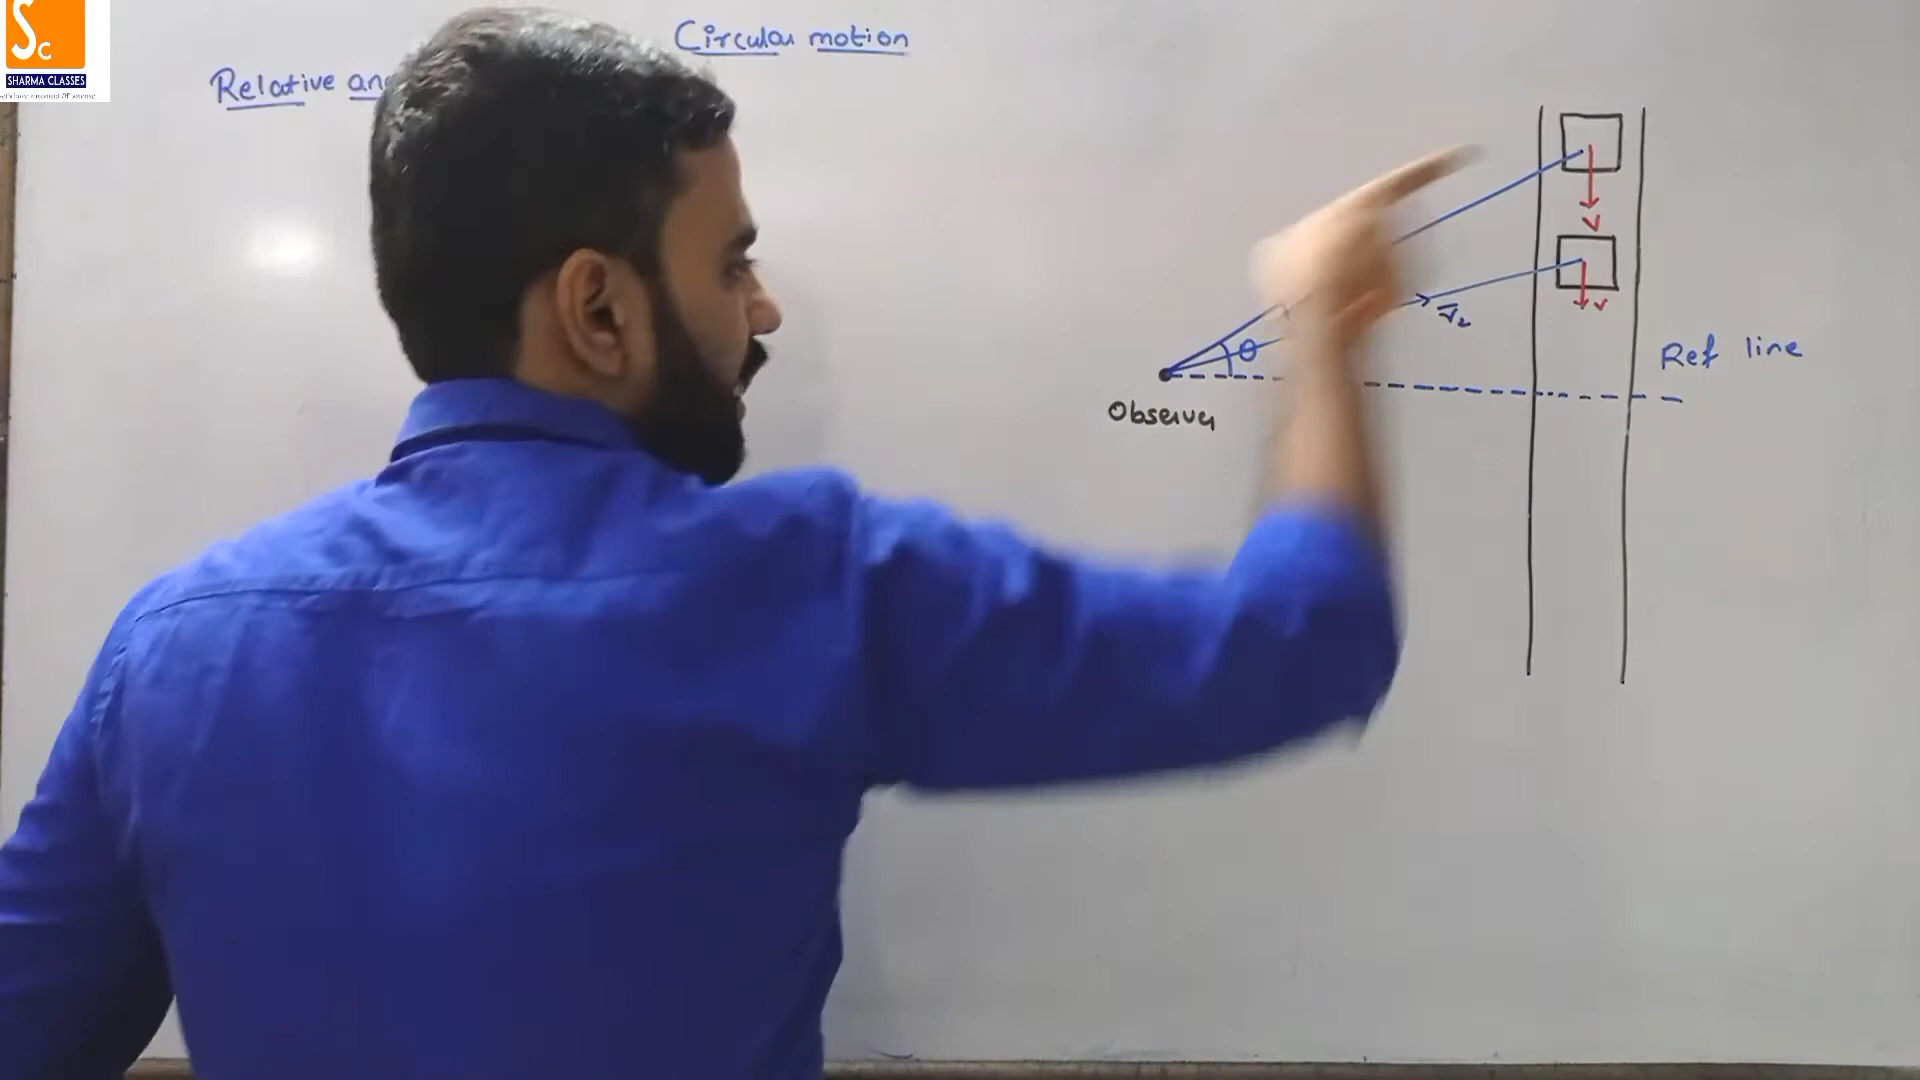 Sc
SHARMA CLASSES
Circular motion
Relative
V
V
θ
Ref line
Observer